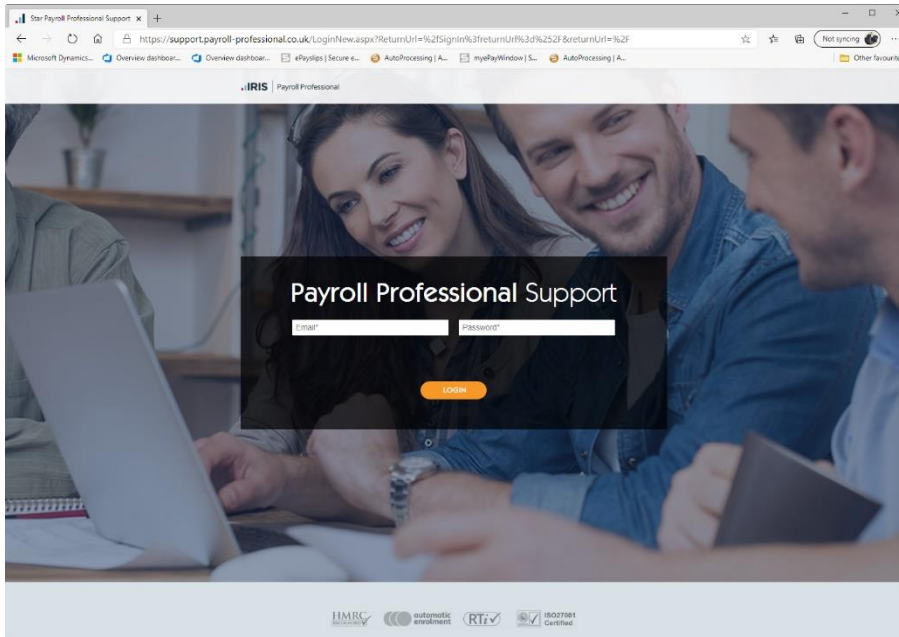 Star Payroll Professional Support
https://support.payroll-professional.co.uk/LoginNew.aspx?ReturnUrl=%2fSignIn%3freturnUrl%3d%252F&returnUrl=%2F
Not syncing
Microsoft Dynamics...
Overview dashboar...
Overview dashboar...
ePayslips | Secure e...
AutoProcessing | A...
myePayWindow | S...
AutoProcessing | A...
Other favourite
IRIS Payroll Professional
Payroll Professional Support
Email*
Password*
LOGIN
HMRC
automatic
enrolment
RTi
ISO27001
Certified